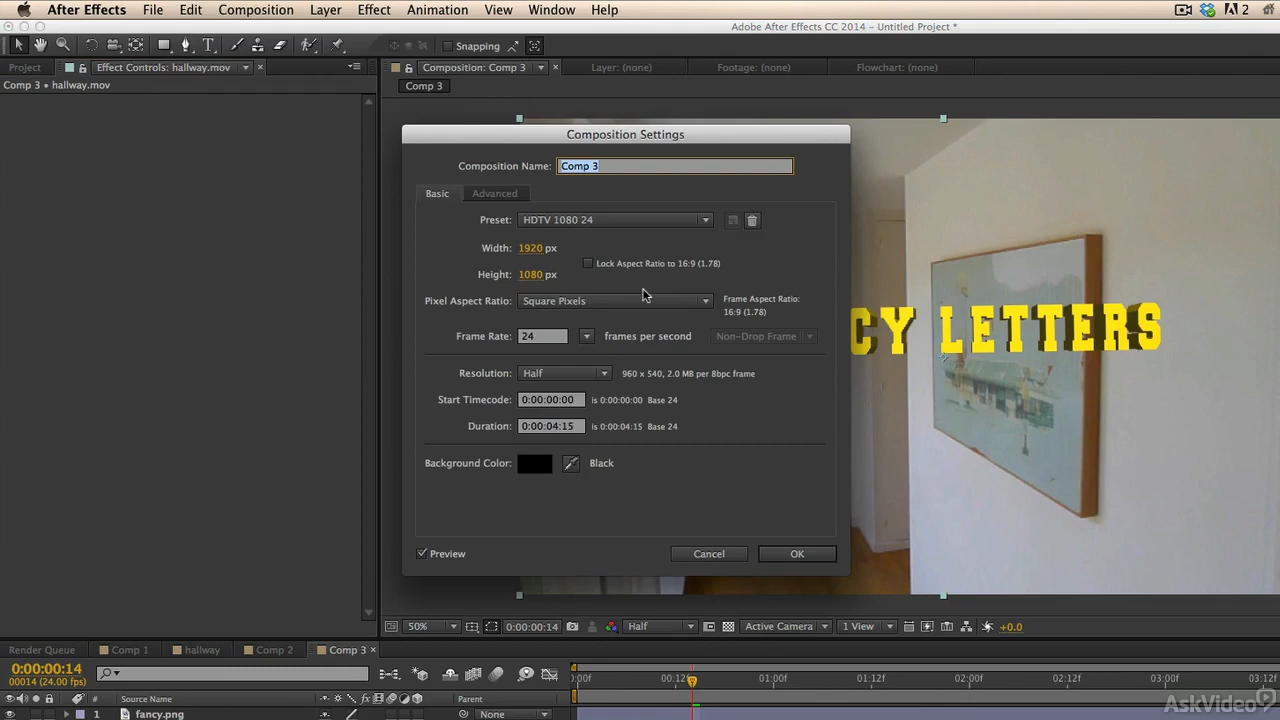 After Effects File Edit Composition Layer Effect Animation View Window Help 2
Adobe After Effects CC 2014 - Untitled Project *
Snapping
Project Effect Controls: hallway.mov Composition: Comp 3 Layer: (none) Footage: (none) Flowchart: (none)
Comp 3 • hallway.mov
Comp 3
Composition Settings
Composition Name: Comp 3
Basic Advanced
Preset: HDTV 1080 24
Width: 1920 px
Lock Aspect Ratio to 16:9 (1.78)
Height: 1080 px
Pixel Aspect Ratio: Square Pixels
Frame Aspect Ratio:
16:9 (1.78)
CY LETTERS
Frame Rate: 24 frames per second Non-Drop Frame
Resolution: Half 960 x 540, 2.0 MB per 8bpc frame
Start Timecode: 0:00:00:00 is 0:00:00:00 Base 24
Duration: 0:00:04:15 is 0:00:04:15 Base 24
Background Color: Black
Preview Cancel OK
50% 0:00:00:14 Half Active Camera 1 View +0.0
Render Queue Comp 1 hallway Comp 2 Comp 3
0:00:00:14
00014 (24.00 fps)
:00f 00:12f 01:00f 01:12f 02:00f 02:12f 03:00f 03:12f
# Source Name fx Parent
1 fancy.png None
AskVideo